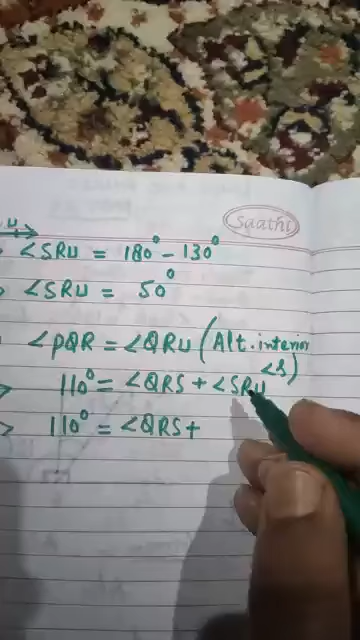 Saathi
∠SRU = 180° - 130°
∠SRU = 50°
∠PQR = ∠QRU (Alt. interior ∠s)
110° = ∠QRS + ∠SRU
110° = ∠QRS +